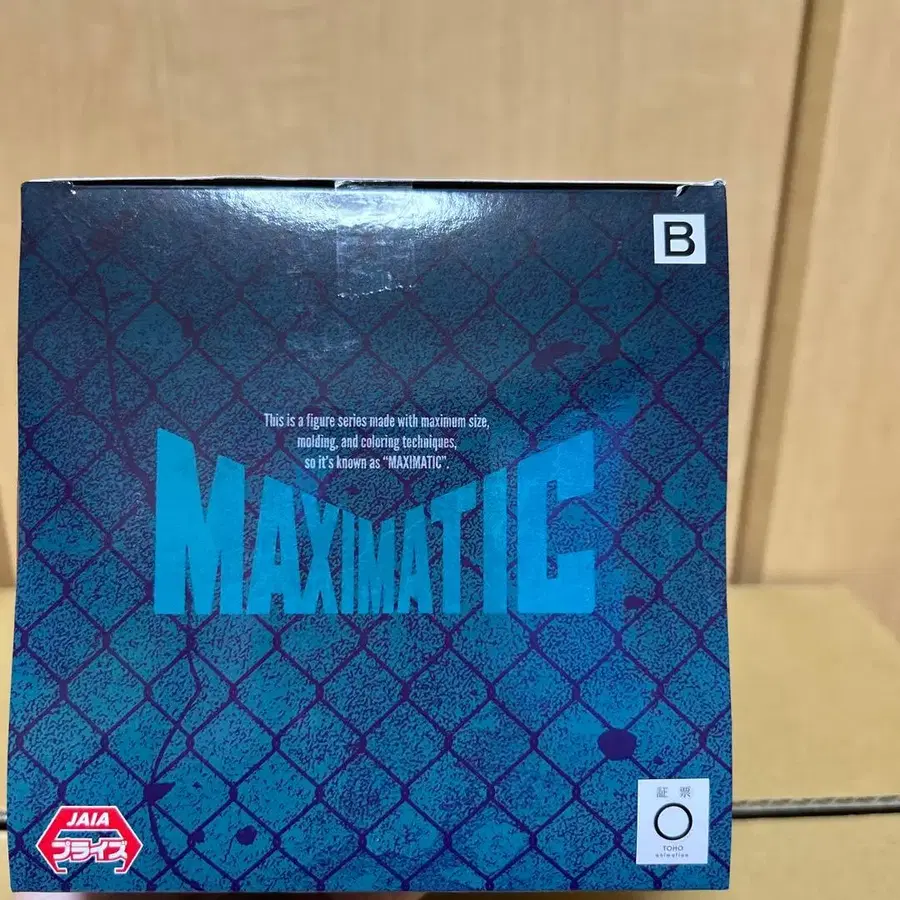 B
This is a figure series made with maximum size,
molding, and coloring techniques,
so it's known as "MAXIMATIC".
MAXIMATIC
JAIA
プライズ
証票
TOHO
animation